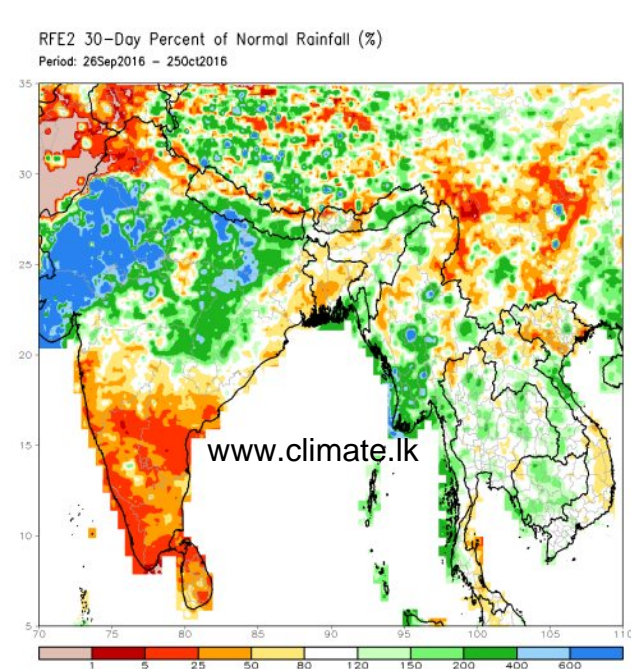 RFE2 30-Day Percent of Normal Rainfall (%)
Period: 26Sep2016 - 25Oct2016
35
30
25
20
www.climate.lk
15
10
5
70 75 80 85 90 95 100 105 110
1 5 25 50 80 120 150 200 400 600